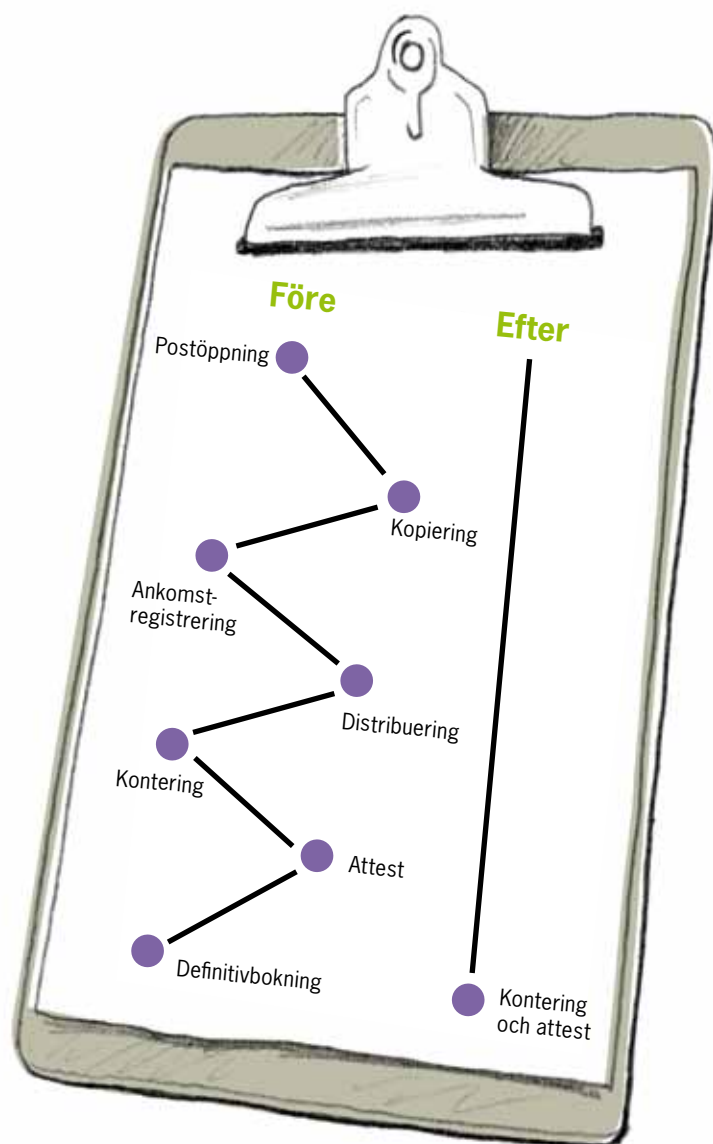 Före
Efter
Postöppning
Kopiering
Ankomst-
registrering
Distribuering
Kontering
Attest
Definitivbokning
Kontering
och attest